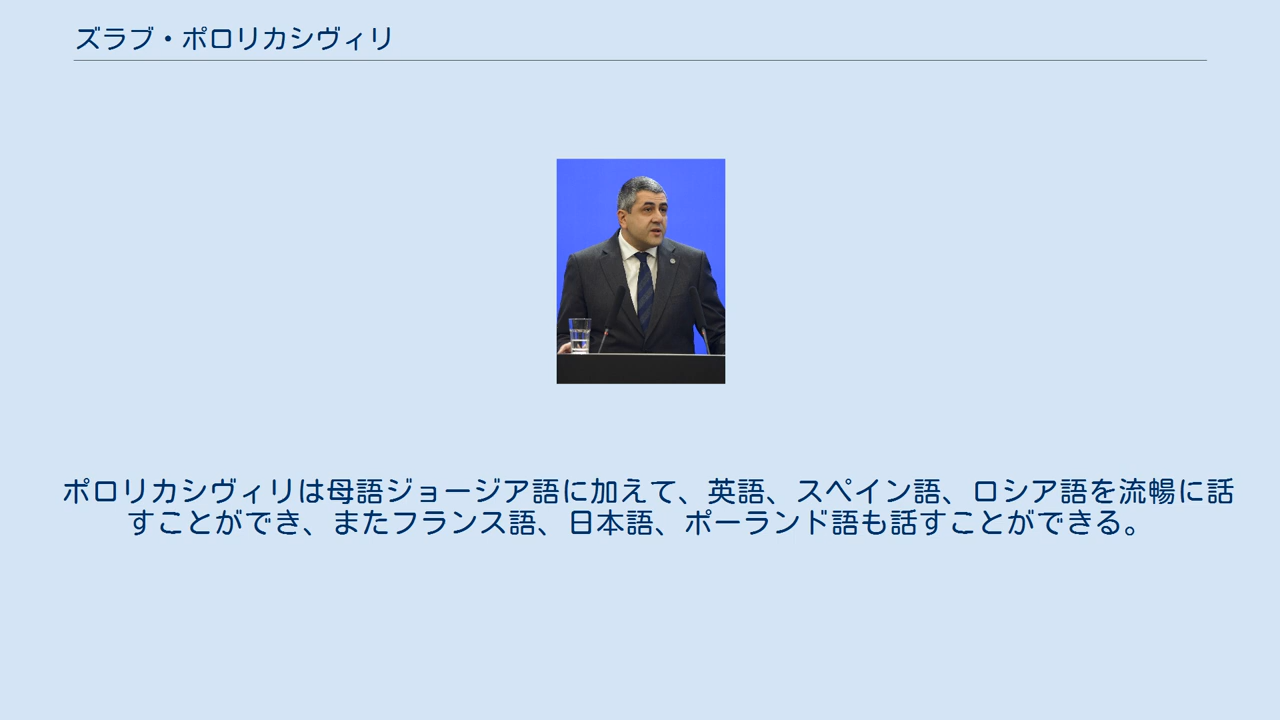 ズラブ・ポロリカシヴィリ
ポロリカシヴィリは母語ジョージア語に加えて、英語、スペイン語、ロシア語を流暢に話
すことができ、またフランス語、日本語、ポーランド語も話すことができる。